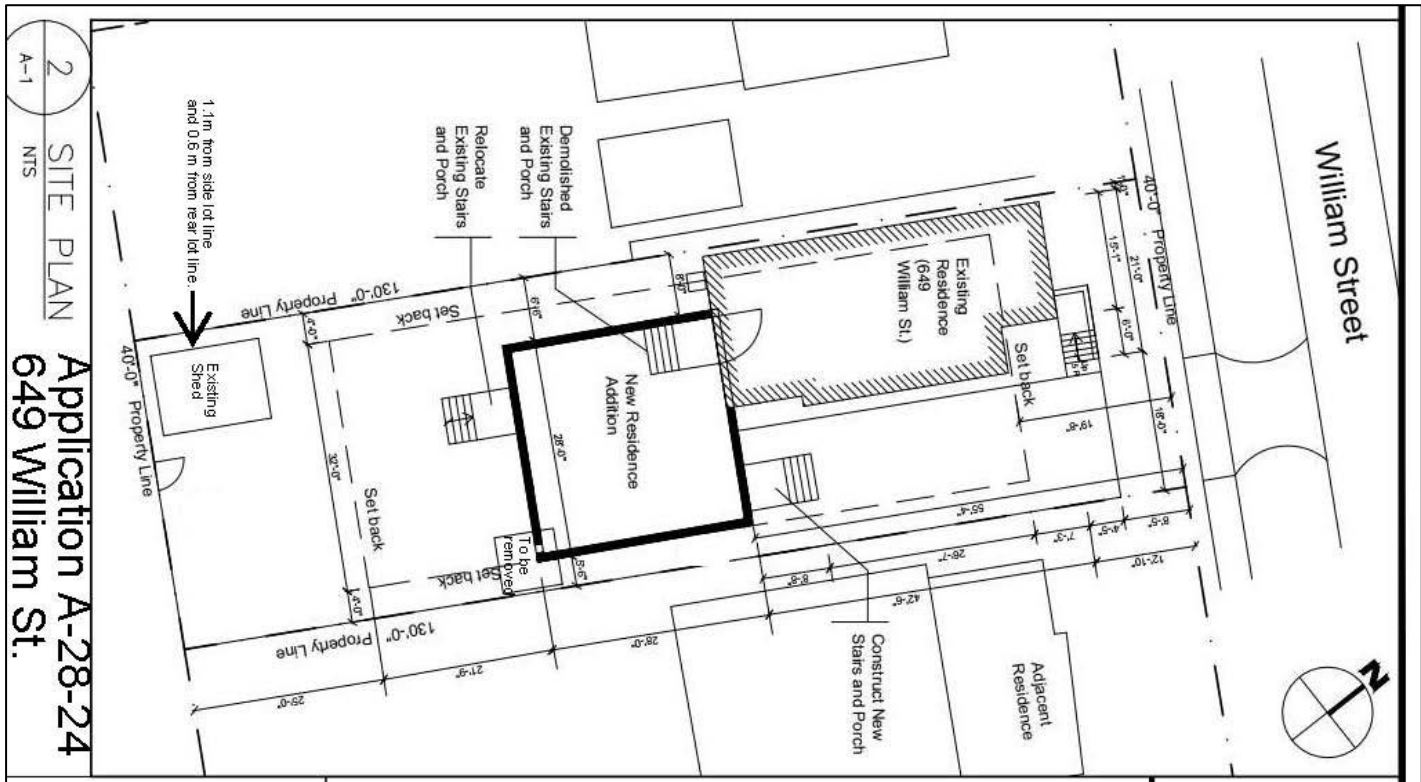 William Street
40'-0" Property Line
21'-0"
15'-1"
6'-0"
18'-0"
Existing
Residence
(649
William St.)
Set back
19'-8"
Up
Demolished
Existing Stairs
and Porch
Relocate
Existing Stairs
and Porch
6'-0"
130'-0" Property Line
Set back
4'-0"
New Residence
Addition
28'-0"
5'-6"
To be
removed
Existing
Shed
1.1m from side lot line
and 0.6 m from rear lot line.
40'-0" Property Line
32'-0"
Set back
4'-0"
Set back
130'-0"
Property Line
55'-4"
8'-5"
4'-5"
7'-3"
26'-7"
8'-8"
12'-10"
42'-6"
28'-0"
21'-9"
25'-0"
Construct New
Stairs and Porch
Adjacent
Residence
N
2
A-1
SITE PLAN
NTS
Application A-28-24
649 William St.